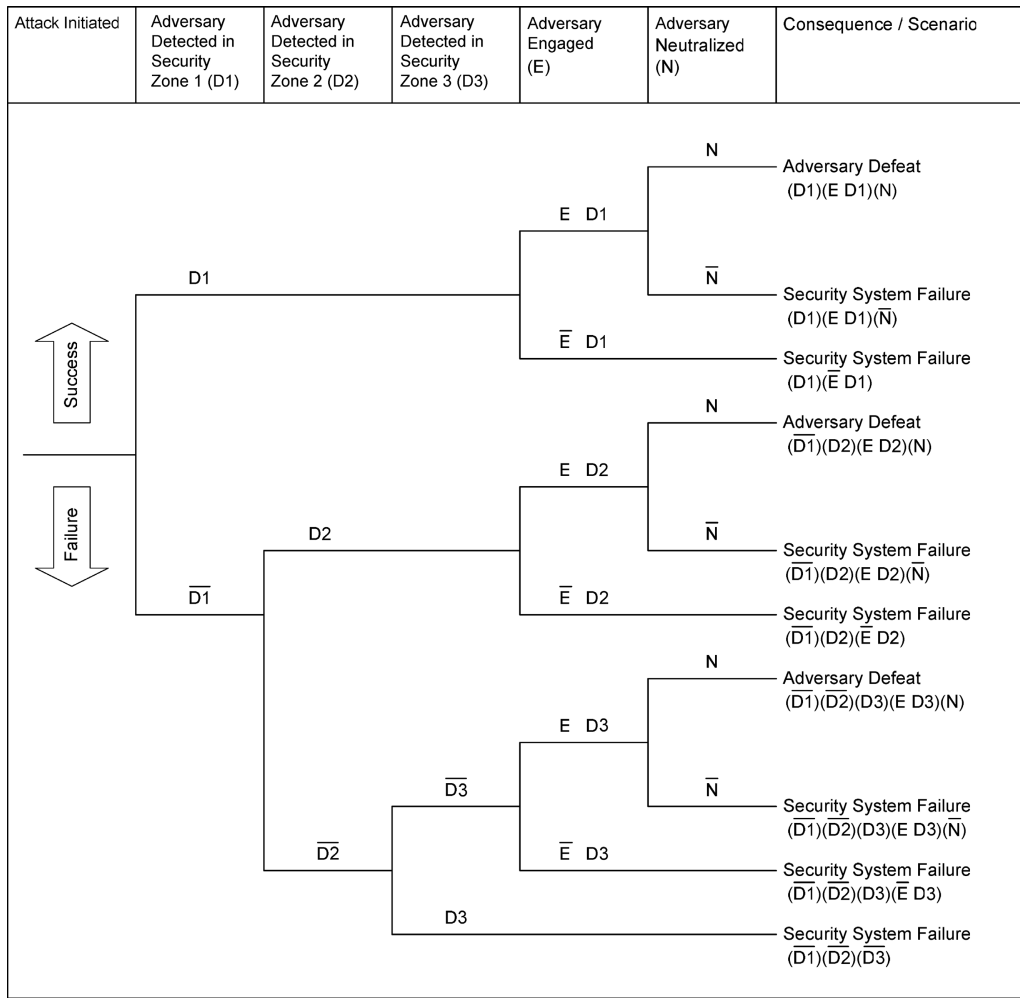 Attack Initiated
Adversary
Detected in
Security
Zone 1 (D1)
Adversary
Detected in
Security
Zone 2 (D2)
Adversary
Detected in
Security
Zone 3 (D3)
Adversary
Engaged
(E)
Adversary
Neutralized
(N)
Consequence / Scenario
N
Adversary Defeat
(D1)(E D1)(N)
E D1
D1
N̅
Security System Failure
(D1)(E D1)(N̅)
E̅ D1
Security System Failure
(D1)(E̅ D1)
Success
N
Adversary Defeat
(D̅1̅)(D2)(E D2)(N)
E D2
Failure
D2
N̅
Security System Failure
(D̅1̅)(D2)(E D2)(N̅)
D̅1̅
E̅ D2
Security System Failure
(D̅1̅)(D2)(E̅ D2)
N
Adversary Defeat
(D̅1̅)(D̅2̅)(D3)(E D3)(N)
E D3
D̅3̅
N̅
Security System Failure
(D̅1̅)(D̅2̅)(D3)(E D3)(N̅)
D̅2̅
E̅ D3
Security System Failure
(D̅1̅)(D̅2̅)(D3)(E̅ D3)
D3
Security System Failure
(D̅1̅)(D̅2̅)(D̅3̅)